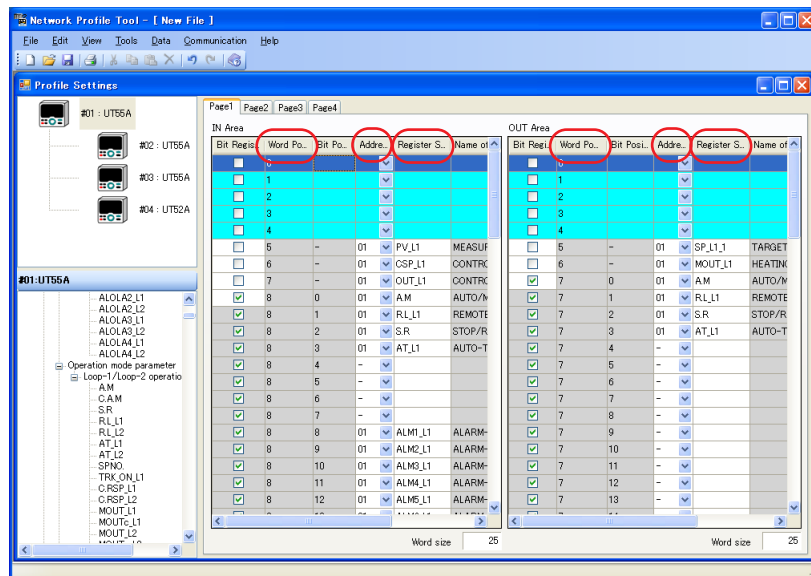 Network Profile Tool - [ New File ]
File Edit View Tools Data Communication Help
Profile Settings
#01 : UT55A
#02 : UT55A
#03 : UT55A
#04 : UT52A
#01:UT55A
ALOLA2_L1
ALOLA2_L2
ALOLA3_L1
ALOLA3_L2
ALOLA4_L1
ALOLA4_L2
Operation mode parameter
Loop-1/Loop-2 operatio
A.M
C.A.M
S.R
R.L_L1
R.L_L2
AT_L1
AT_L2
SPNO.
TRK_ON_L1
C.RSP_L1
C.RSP_L2
MOUT_L1
MOUTc_L1
MOUT_L2
Page1 Page2 Page3 Page4
IN Area
Bit Regis.. Word Po... Bit Po... Addre... Register S... Name of
0
1
2
3
4
5 - 01 PV_L1 MEASUF
6 - 01 CSP_L1 CONTRC
7 - 01 OUT_L1 CONTRC
8 0 01 A.M AUTO/M
8 1 01 R.L_L1 REMOTE
8 2 01 S.R STOP/R
8 3 01 AT_L1 AUTO-T
8 4 -
8 5 -
8 6 -
8 7 -
8 8 01 ALM1_L1 ALARM-
8 9 01 ALM2_L1 ALARM-
8 10 01 ALM3_L1 ALARM-
8 11 01 ALM4_L1 ALARM-
8 12 01 ALM5_L1 ALARM-
Word size 25
OUT Area
Bit Regi.. Word Po... Bit Posi... Addre... Register S... Name of
0
1
2
3
4
5 - 01 SP_L1_1 TARGET
6 - 01 MOUT_L1 HEATING
7 0 01 A.M AUTO/M
7 1 01 R.L_L1 REMOTE
7 2 01 S.R STOP/R
7 3 01 AT_L1 AUTO-T
7 4 -
7 5 -
7 6 -
7 7 -
7 8 -
7 9 -
7 10 -
7 11 -
7 12 -
7 13 -
Word size 25